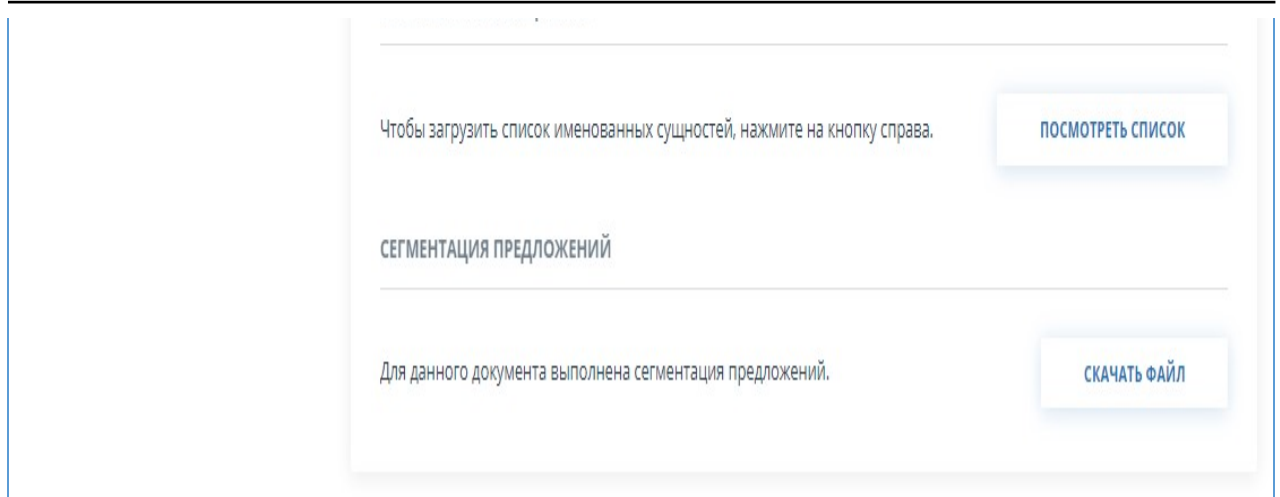 Чтобы загрузить список именованных сущностей, нажмите на кнопку справа.
ПОСМОТРЕТЬ СПИСОК
СЕГМЕНТАЦИЯ ПРЕДЛОЖЕНИЙ
Для данного документа выполнена сегментация предложений.
СКАЧАТЬ ФАЙЛ